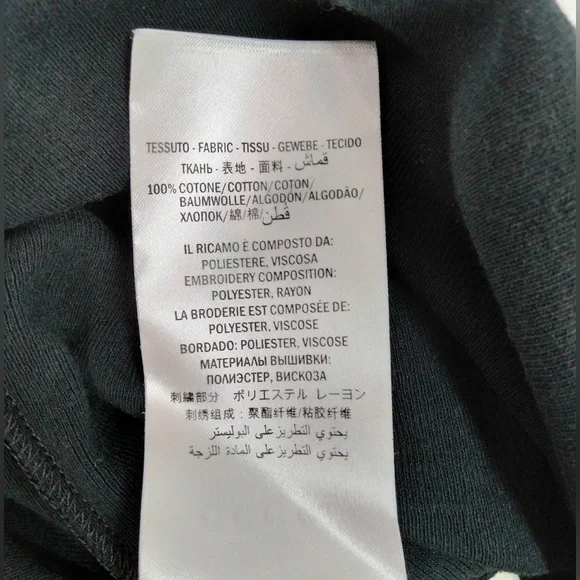 TESSUTO - FABRIC - TISSU - GEWEBE - TECIDO
ТКАНЬ - 表地 - 面料 - قماش
100% COTONE/COTTON/COTON/
BAUMWOLLE/ALGODÓN/ALGODÃO/
ХЛОПОК/綿/棉/قطن
IL RICAMO È COMPOSTO DA:
POLIESTERE, VISCOSA
EMBROIDERY COMPOSITION:
POLYESTER, RAYON
LA BRODERIE EST COMPOSÉE DE:
POLYESTER, VISCOSE
BORDADO: POLIESTER, VISCOSE
МАТЕРИАЛЫ ВЫШИВКИ:
ПОЛИЭСТЕР, ВИСКОЗА
刺繍部分 ポリエステル レーヨン
刺绣组成：聚酯纤维/粘胶纤维
يحتوي التطريز على البوليستر
يحتوي التطريز على المادة اللزجة